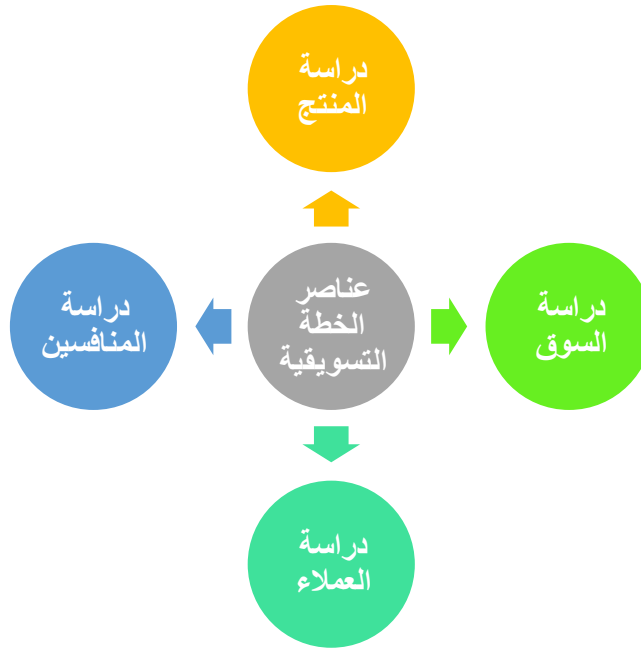 دراسة
المنتج
عناصر
الخطة
التسويقية
دراسة
السوق
دراسة
المنافسين
دراسة
العملاء